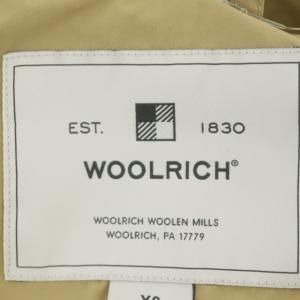 EST. 1830
WOOLRICH®
WOOLRICH WOOLEN MILLS
WOOLRICH, PA 17779